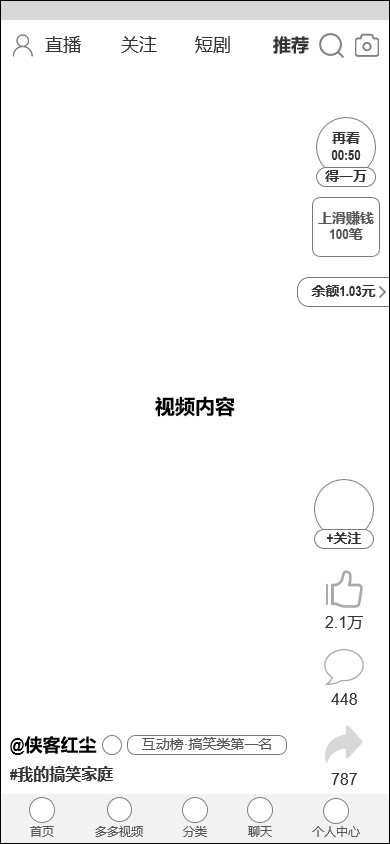 直播 关注 短剧 推荐
再看
00:50
得一万
上滑赚钱
100笔
余额1.03元
视频内容
+关注
2.1万
448
@侠客红尘 互动榜·搞笑类第一名
#我的搞笑家庭
787
首页 多多视频 分类 聊天 个人中心